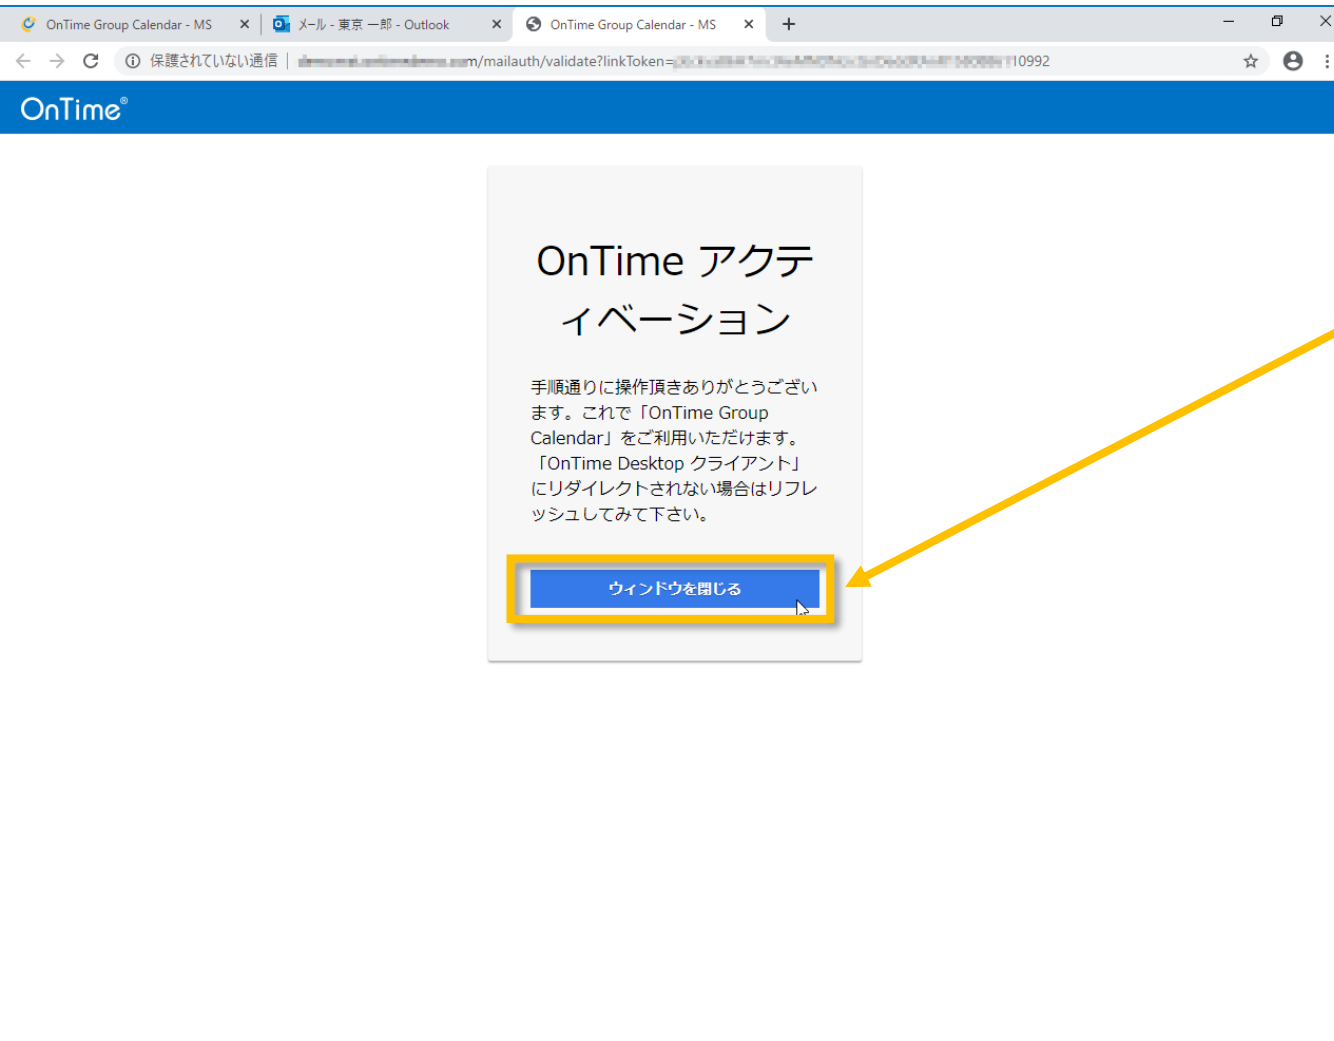 OnTime Group Calendar - MS
メール - 東京 一郎 - Outlook
OnTime Group Calendar - MS
保護されていない通信
/mailauth/validate?linkToken=
10992
OnTime®
OnTime アクテ
ィベーション
手順通りに操作頂きありがとうござい
ます。これで「OnTime Group
Calendar」をご利用いただけます。
「OnTime Desktop クライアント」
にリダイレクトされない場合はリフレ
ッシュしてみて下さい。
ウィンドウを閉じる